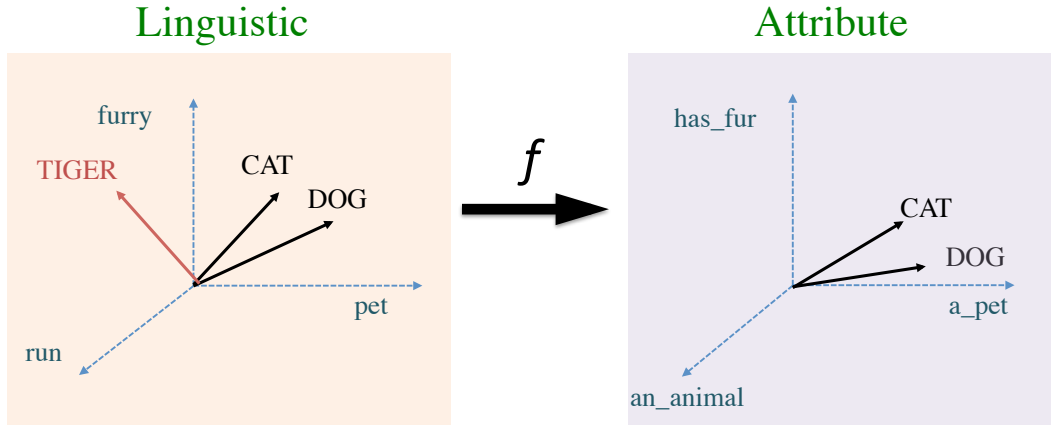 Linguistic
furry
TIGER
CAT
DOG
pet
run
f
Attribute
has_fur
CAT
DOG
a_pet
an_animal